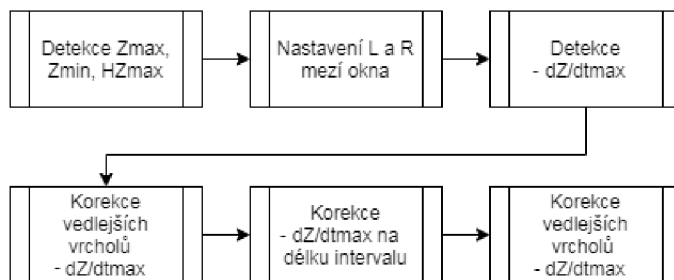 Detekce Zmax,
Zmin, HZmax
Nastavení L a R
mezí okna
Detekce
- dZ/dtmax
Korekce
vedlejších
vrcholů
- dZ/dtmax
Korekce
- dZ/dtmax na
délku intervalu
Korekce
vedlejších
vrcholů
- dZ/dtmax